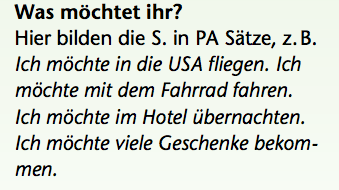 Was möchtet ihr?
Hier bilden die S. in PA Sätze, z. B.
Ich möchte in die USA fliegen. Ich
möchte mit dem Fahrrad fahren.
Ich möchte im Hotel übernachten.
Ich möchte viele Geschenke bekom-
men.